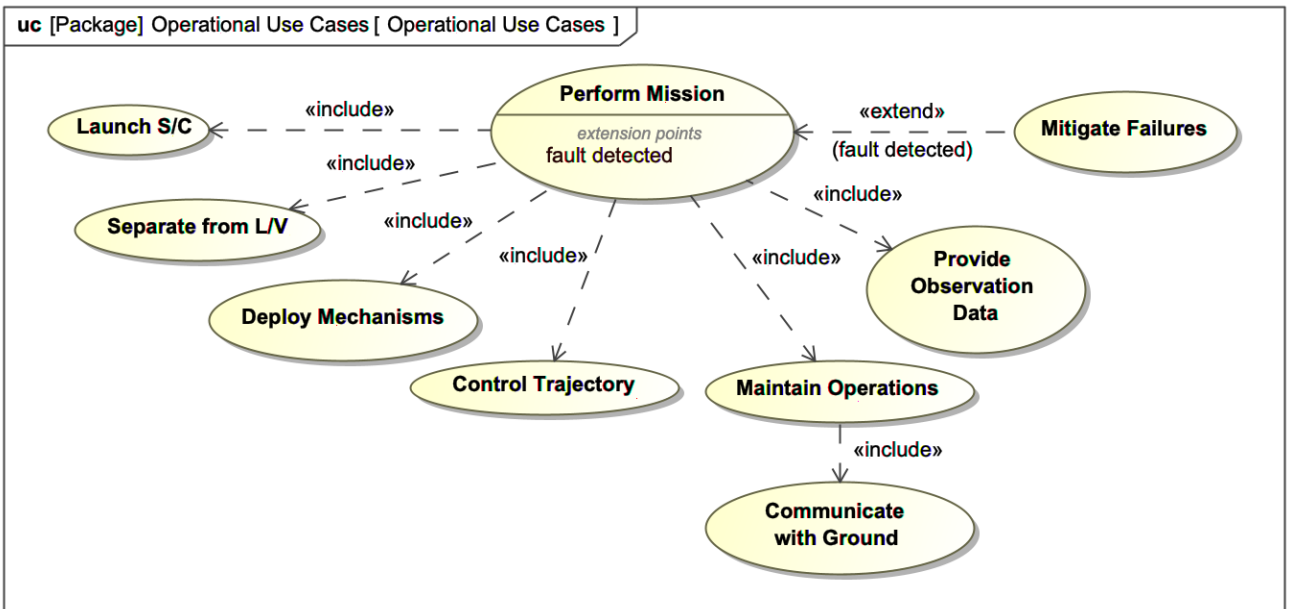 uc [Package] Operational Use Cases [ Operational Use Cases ]
Perform Mission
extension points
fault detected
«include»
Launch S/C
«extend»
(fault detected)
Mitigate Failures
«include»
Separate from L/V
«include»
Deploy Mechanisms
«include»
Control Trajectory
«include»
Maintain Operations
«include»
Provide
Observation
Data
«include»
Communicate
with Ground